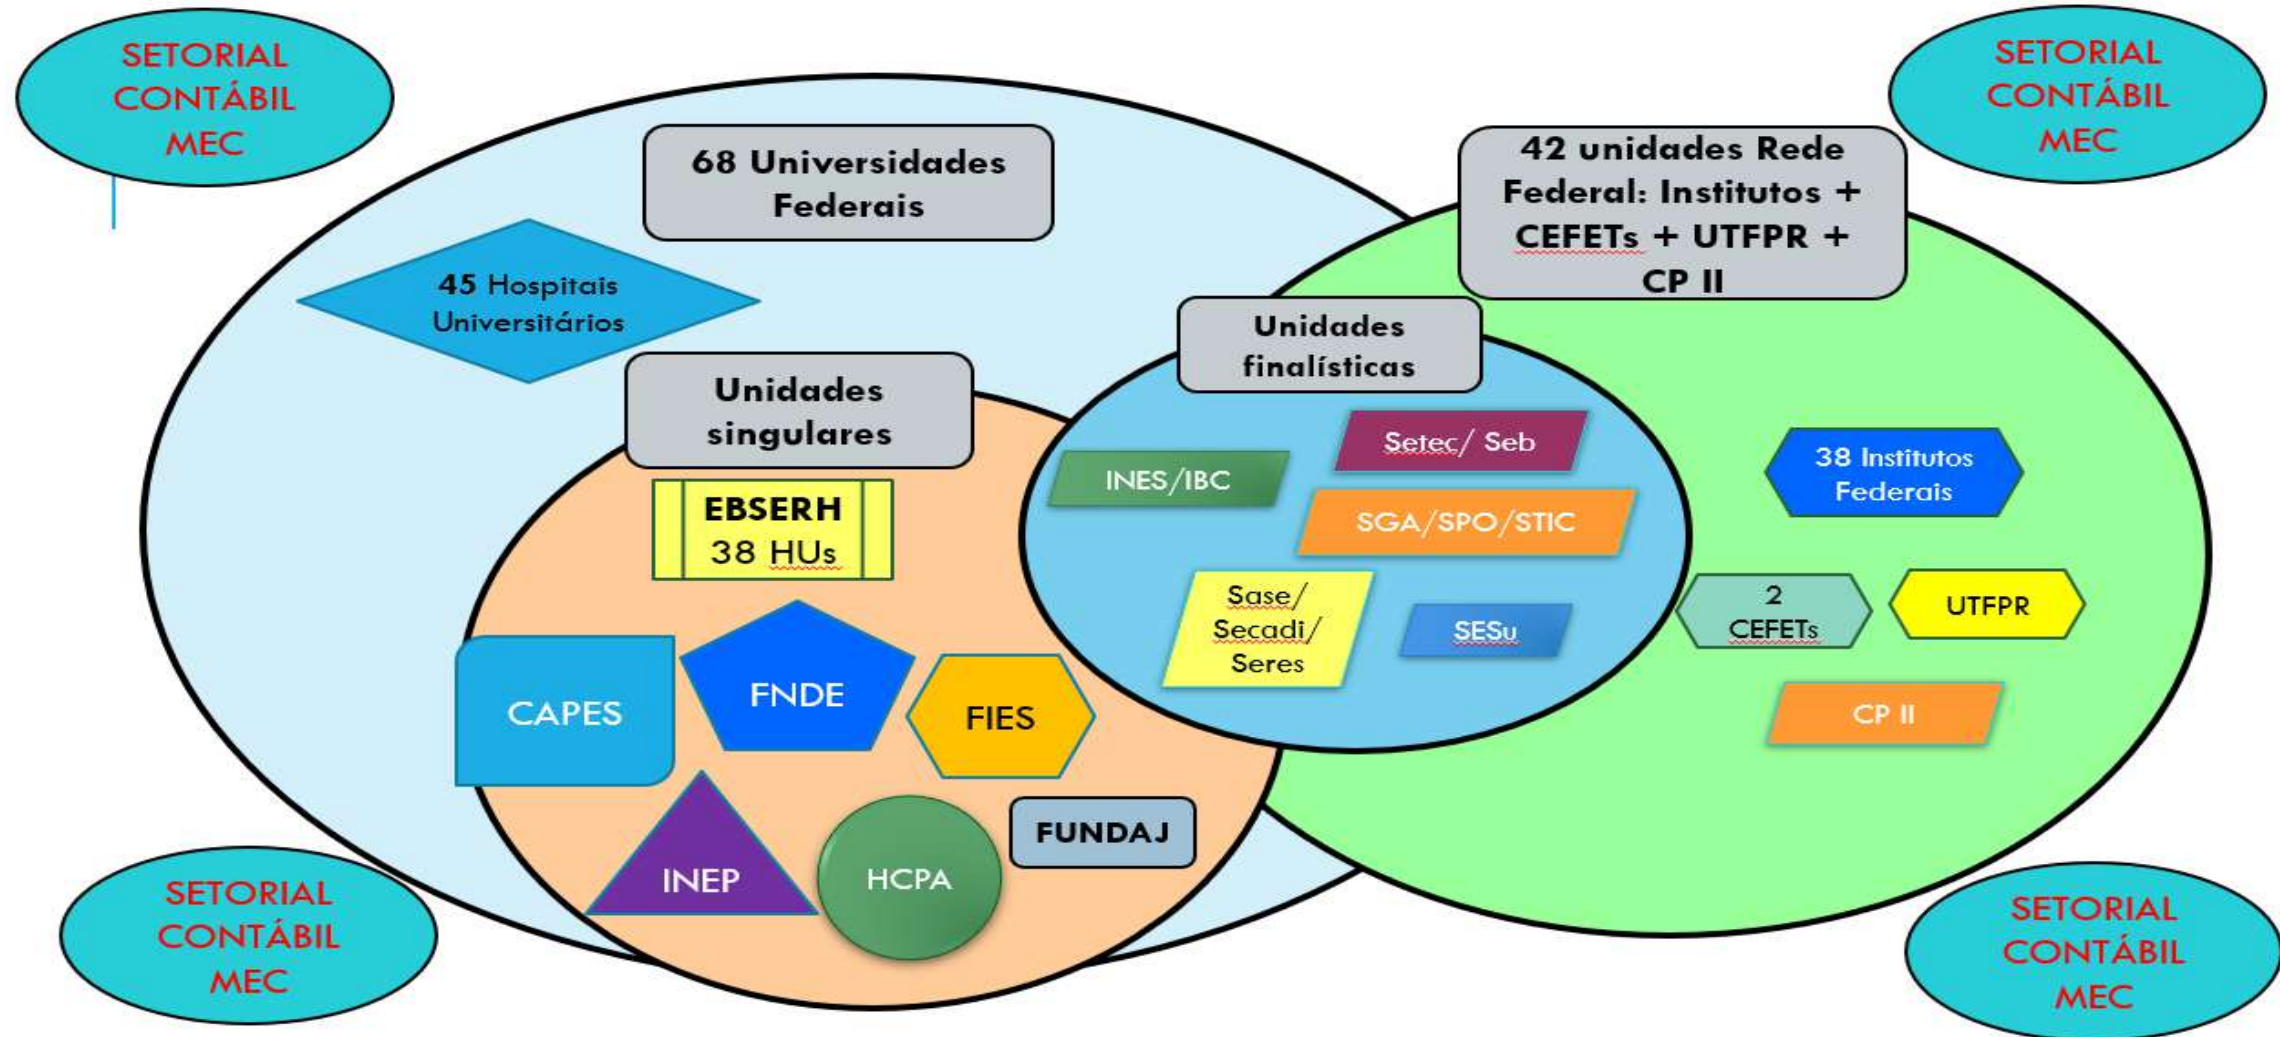 SETORIAL
CONTÁBIL
MEC
SETORIAL
CONTÁBIL
MEC
68 Universidades
Federais
42 unidades Rede
Federal: Institutos +
CEFETs + UTFPR +
CP II
45 Hospitais
Universitários
Unidades
finalísticas
Unidades
singulares
Setec/ Seb
INES/IBC
SGA/SPO/STIC
Sase/
Secadi/
Seres
SESu
38 Institutos
Federais
2
CEFETs
UTFPR
CP II
EBSERH
38 HUs
CAPES
FNDE
FIES
INEP
HCPA
FUNDAJ
SETORIAL
CONTÁBIL
MEC
SETORIAL
CONTÁBIL
MEC